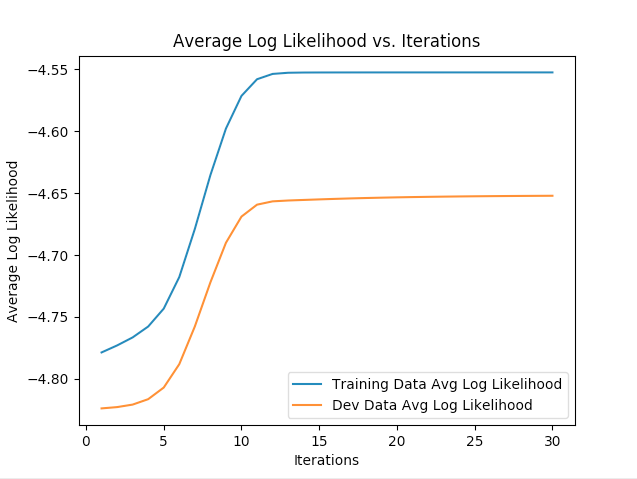 Average Log Likelihood vs. Iterations
Average Log Likelihood
−4.55
−4.60
−4.65
−4.70
−4.75
−4.80
Training Data Avg Log Likelihood
Dev Data Avg Log Likelihood
0 5 10 15 20 25 30
Iterations